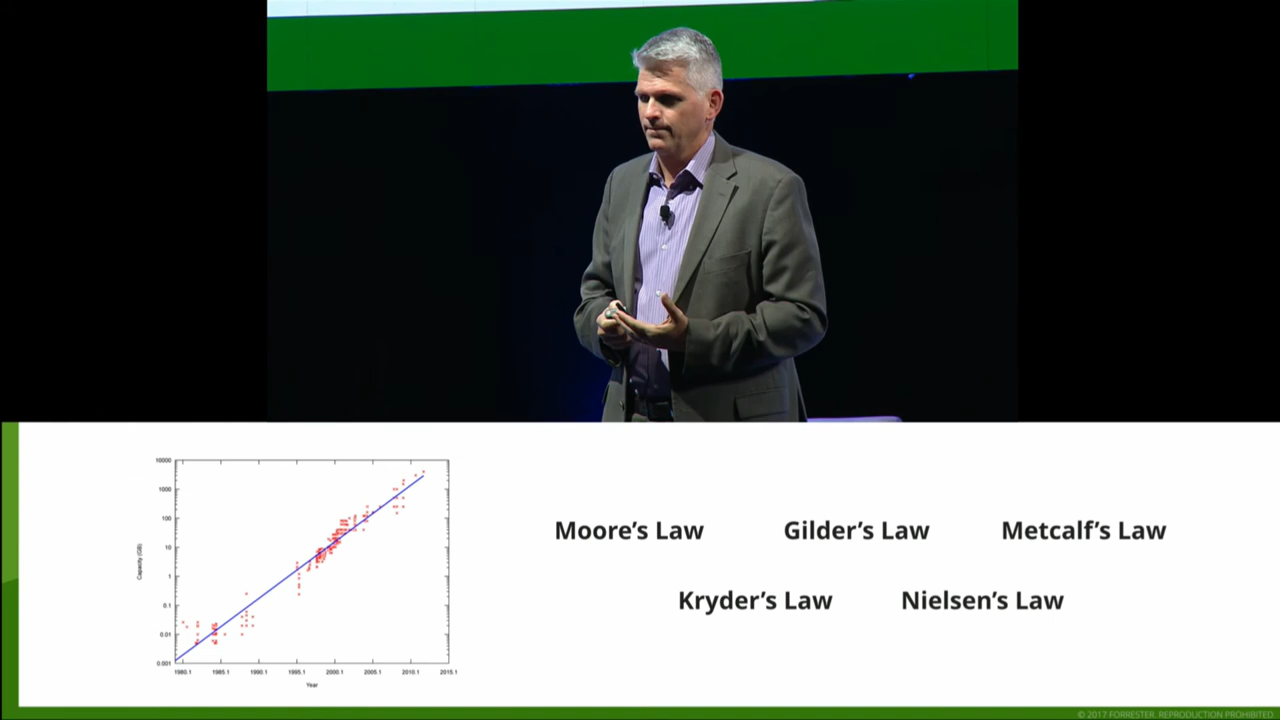 10000
1000
100
10
1
0.1
0.01
0.001
Capacity (GB)
1980.1 1985.1 1990.1 1995.1 2000.1 2005.1 2010.1 2015.1
Year
Moore’s Law Gilder’s Law Metcalf’s Law
Kryder’s Law Nielsen’s Law
© 2017 FORRESTER. REPRODUCTION PROHIBITED.